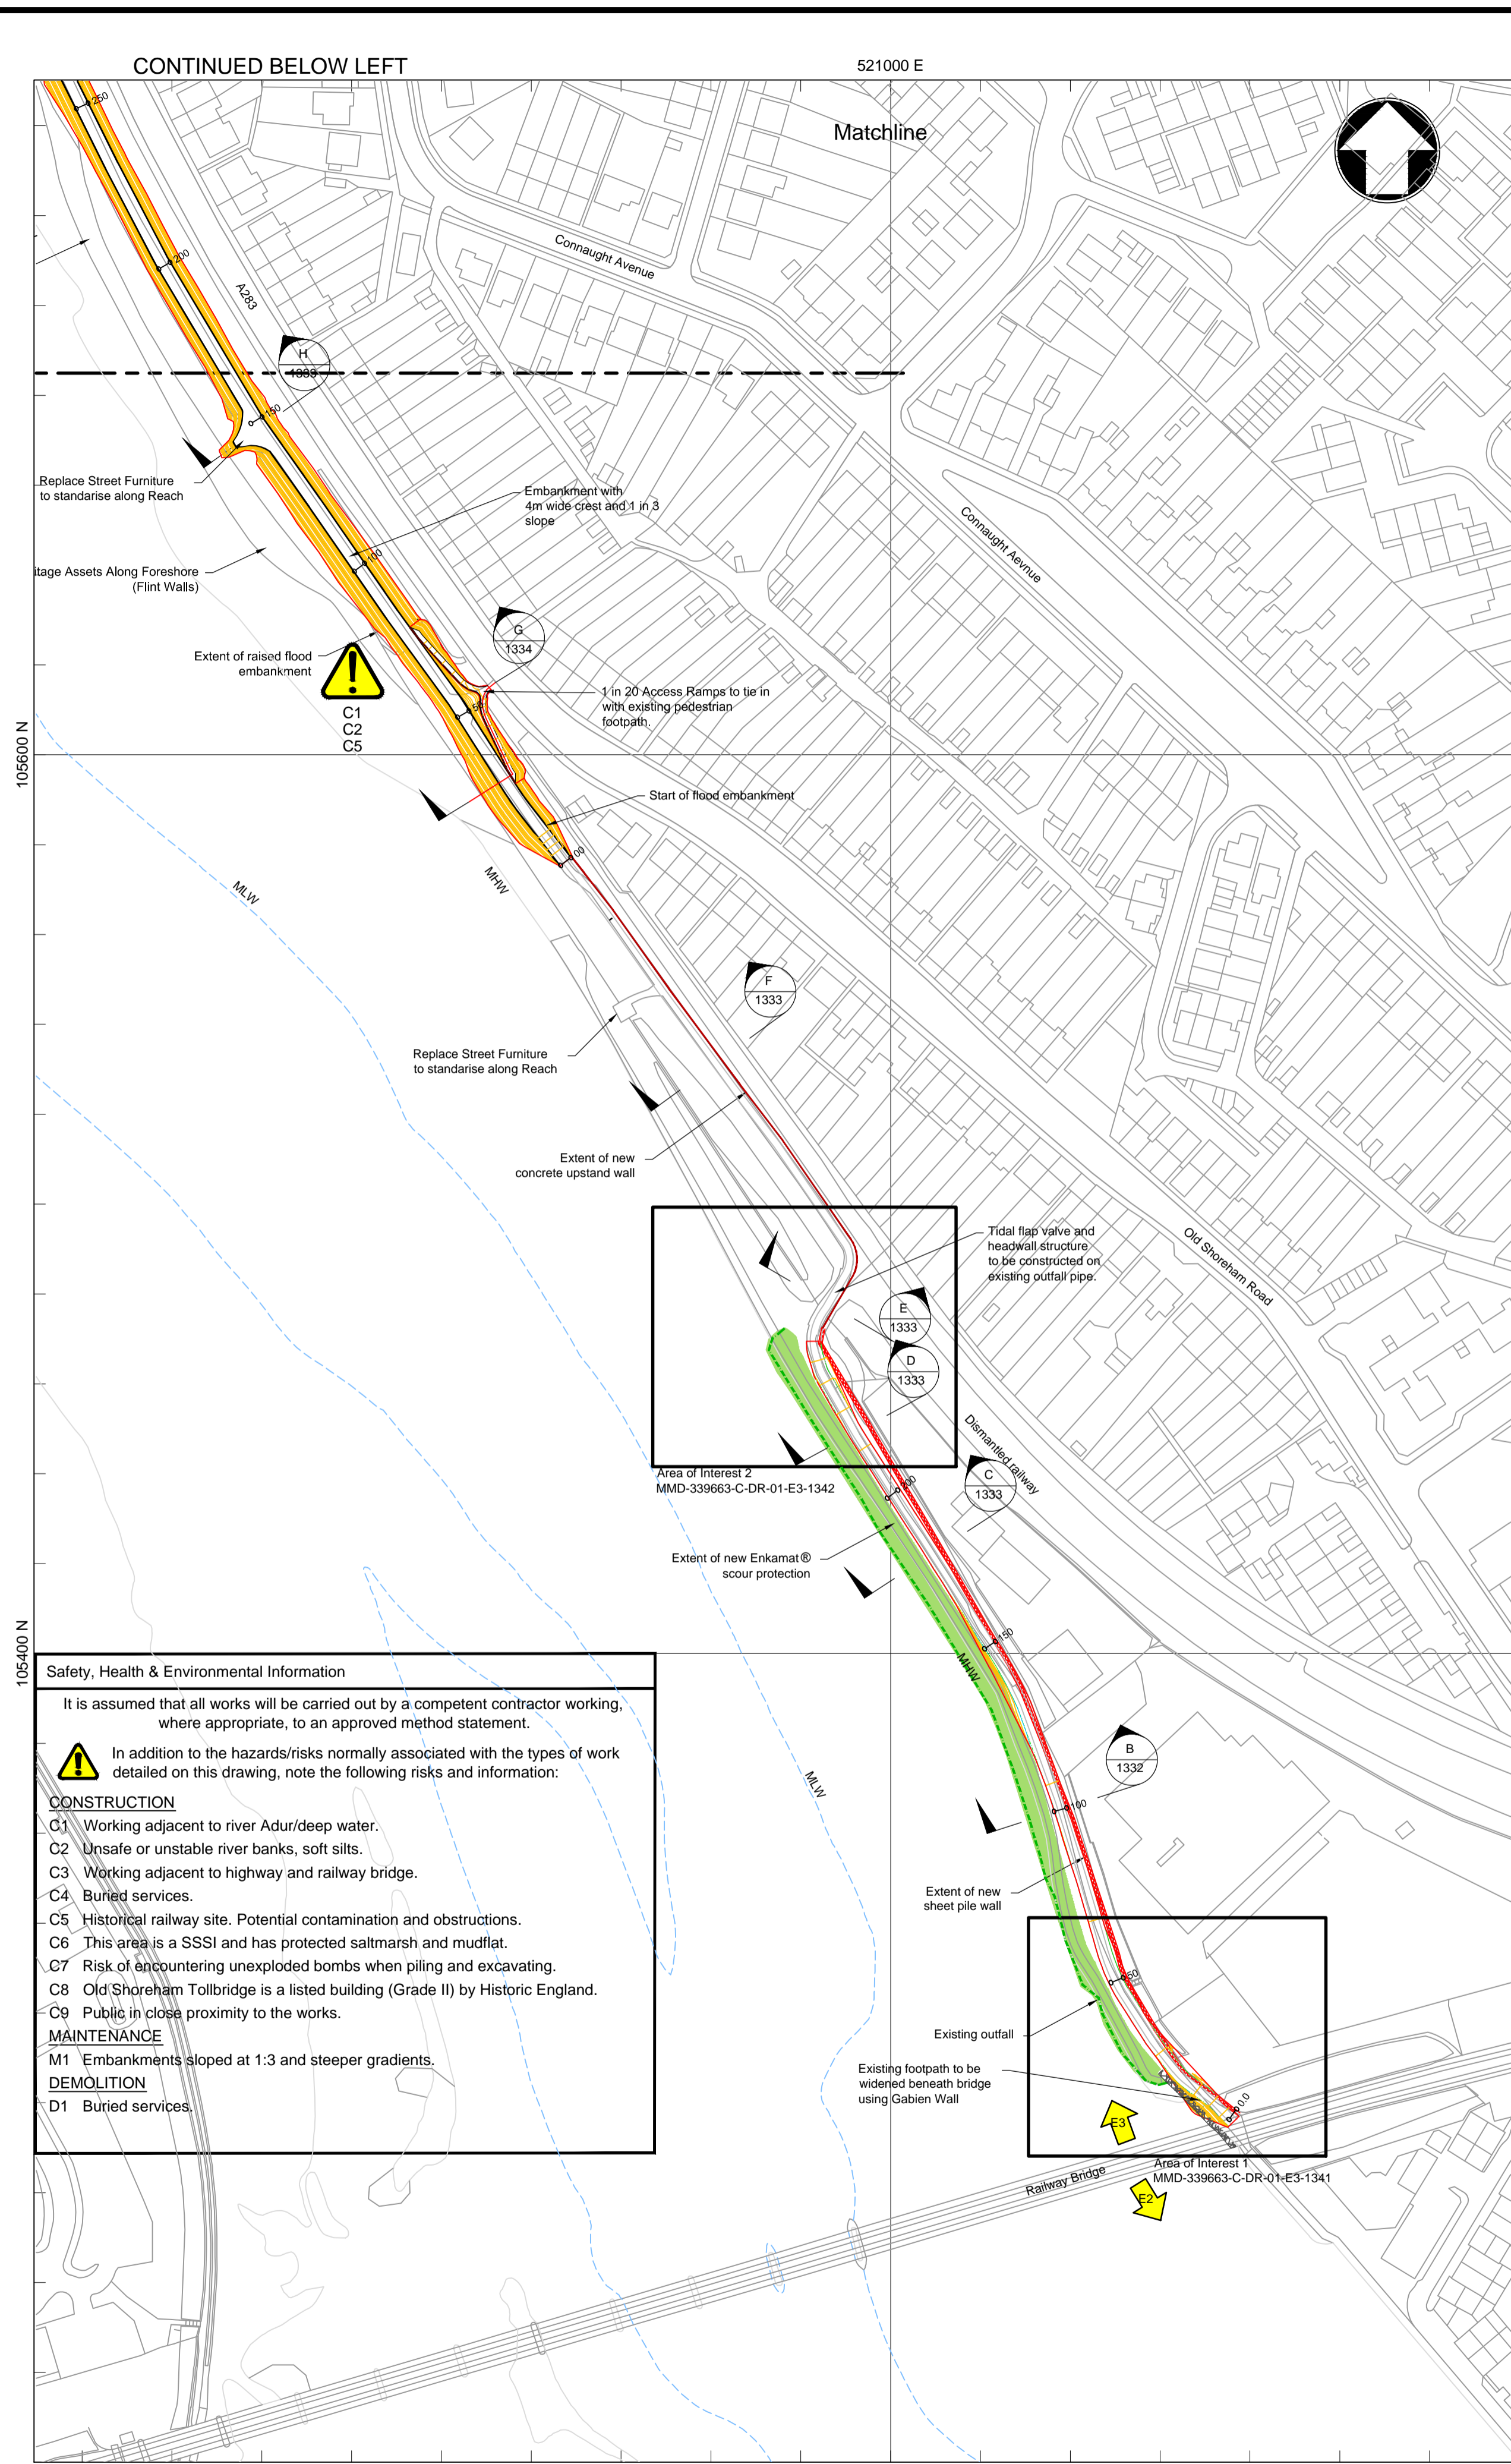 CONTINUED BELOW LEFT
521000 E
Matchline
250
Connaught Avenue
200
A283
H
1333
150
Replace Street Furniture
to standarise along Reach
Embankment with
4m wide crest and 1 in 3
slope
Connaught Aevnue
100
itage Assets Along Foreshore
(Flint Walls)
G
1334
Extent of raised flood
embankment
C1
C2
C5
1 in 20 Access Ramps to tie in
with existing pedestrian
footpath.
50
105600 N
Start of flood embankment
00
MLW
MHW
F
1333
Replace Street Furniture
to standarise along Reach
Extent of new
concrete upstand wall
Tidal flap valve and
headwall structure
to be constructed on
existing outfall pipe.
Old Shoreham Road
E
1333
D
1333
Dismantled railway
Area of Interest 2
MMD-339663-C-DR-01-E3-1342
C
1333
200
Extent of new Enkamat®
scour protection
150
MHW
105400 N
Safety, Health & Environmental Information
It is assumed that all works will be carried out by a competent contractor working,
where appropriate, to an approved method statement.
In addition to the hazards/risks normally associated with the types of work
detailed on this drawing, note the following risks and information:
CONSTRUCTION
C1 Working adjacent to river Adur/deep water.
C2 Unsafe or unstable river banks, soft silts.
C3 Working adjacent to highway and railway bridge.
C4 Buried services.
C5 Historical railway site. Potential contamination and obstructions.
C6 This area is a SSSI and has protected saltmarsh and mudflat.
C7 Risk of encountering unexploded bombs when piling and excavating.
C8 Old Shoreham Tollbridge is a listed building (Grade II) by Historic England.
C9 Public in close proximity to the works.
MAINTENANCE
M1 Embankments sloped at 1:3 and steeper gradients.
DEMOLITION
D1 Buried services.
MLW
B
1332
100
Extent of new
sheet pile wall
50
Existing outfall
Existing footpath to be
widened beneath bridge
using Gabien Wall
0.0
E3
Area of Interest 1
MMD-339663-C-DR-01-E3-1341
Railway Bridge
E2